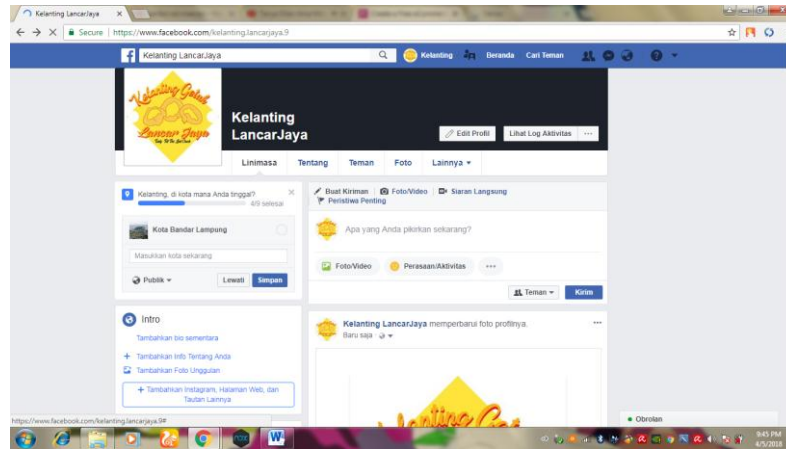 Kelanting LancarJaya
Secure | https://www.facebook.com/kelanting.lancarjaya.9
Kelanting LancarJaya
Kelanting
Beranda
Cari Teman
Kelanting Galuh
Lancar Jaya
Kelanting
LancarJaya
Edit Profil
Lihat Log Aktivitas
Linimasa
Tentang
Teman
Foto
Lainnya
Kelanting, di kota mana Anda tinggal?
4/9 selesai
Kota Bandar Lampung
Masukkan kota sekarang
Publik
Lewati
Simpan
Intro
Tambahkan bio sementara
Tambahkan Info Tentang Anda
Tambahkan Foto Unggulan
+ Tambahkan Instagram, Halaman Web, dan
Tautan Lainnya
Buat Kiriman
Foto/Video
Siaran Langsung
Peristiwa Penting
Apa yang Anda pikirkan sekarang?
Foto/Video
Perasaan/Aktivitas
Teman
Kirim
Kelanting LancarJaya memperbarui foto profilnya.
Baru saja
Obrolan
https://www.facebook.com/kelanting.lancarjaya.9#
9:45 PM
4/5/2018